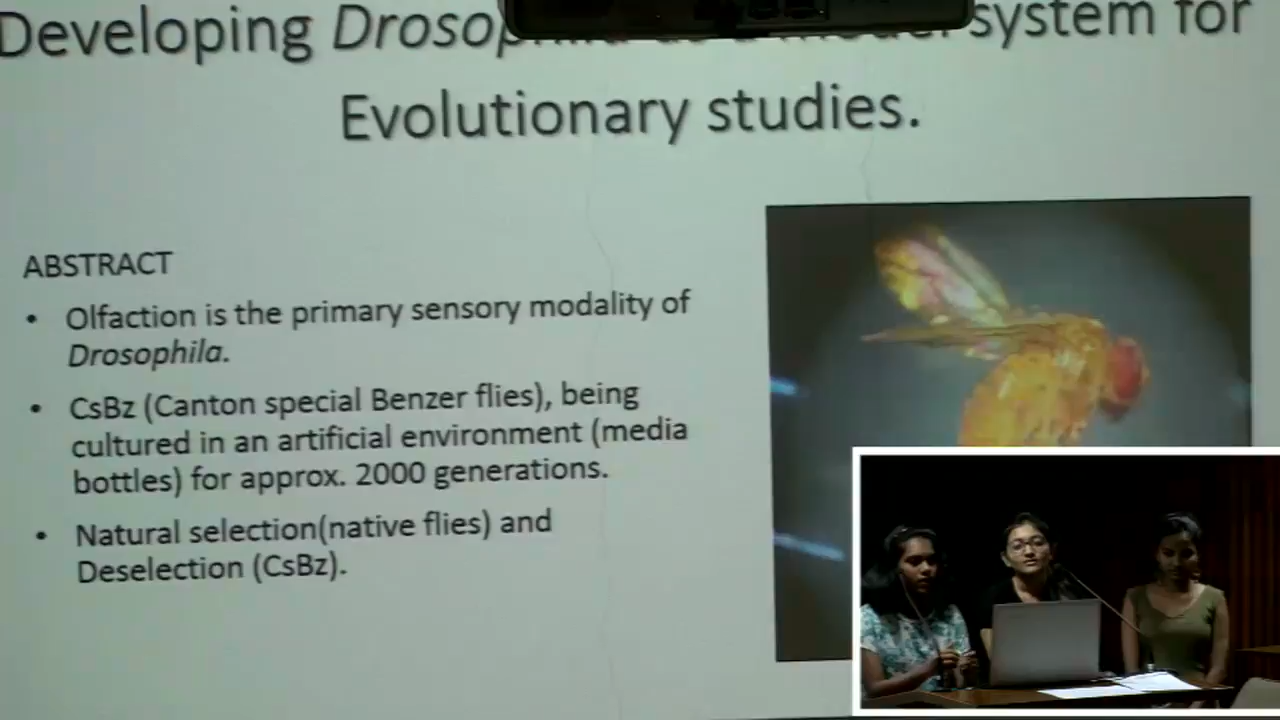 Developing Drosophila as a model system for
Evolutionary studies.
ABSTRACT
• Olfaction is the primary sensory modality of
Drosophila.
• CsBz (Canton special Benzer flies), being
cultured in an artificial environment (media
bottles) for approx. 2000 generations.
• Natural selection(native flies) and
Deselection (CsBz).